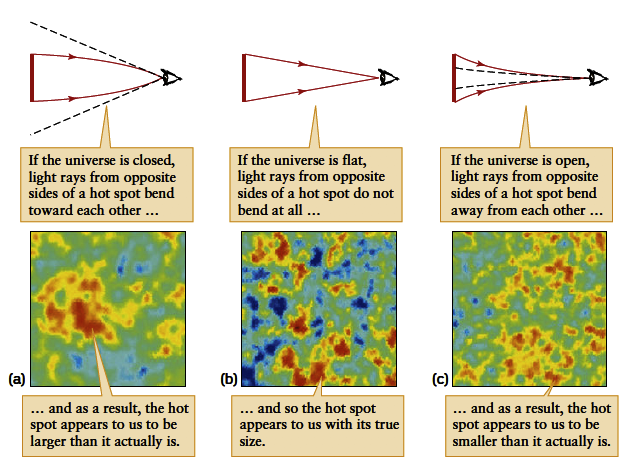 If the universe is closed,
light rays from opposite
sides of a hot spot bend
toward each other ...
If the universe is flat,
light rays from opposite
sides of a hot spot do not
bend at all ...
If the universe is open,
light rays from opposite
sides of a hot spot bend
away from each other ...
(a)
(b)
(c)
... and as a result, the hot
spot appears to us to be
larger than it actually is.
... and so the hot spot
appears to us with its true
size.
... and as a result, the hot
spot appears to us to be
smaller than it actually is.